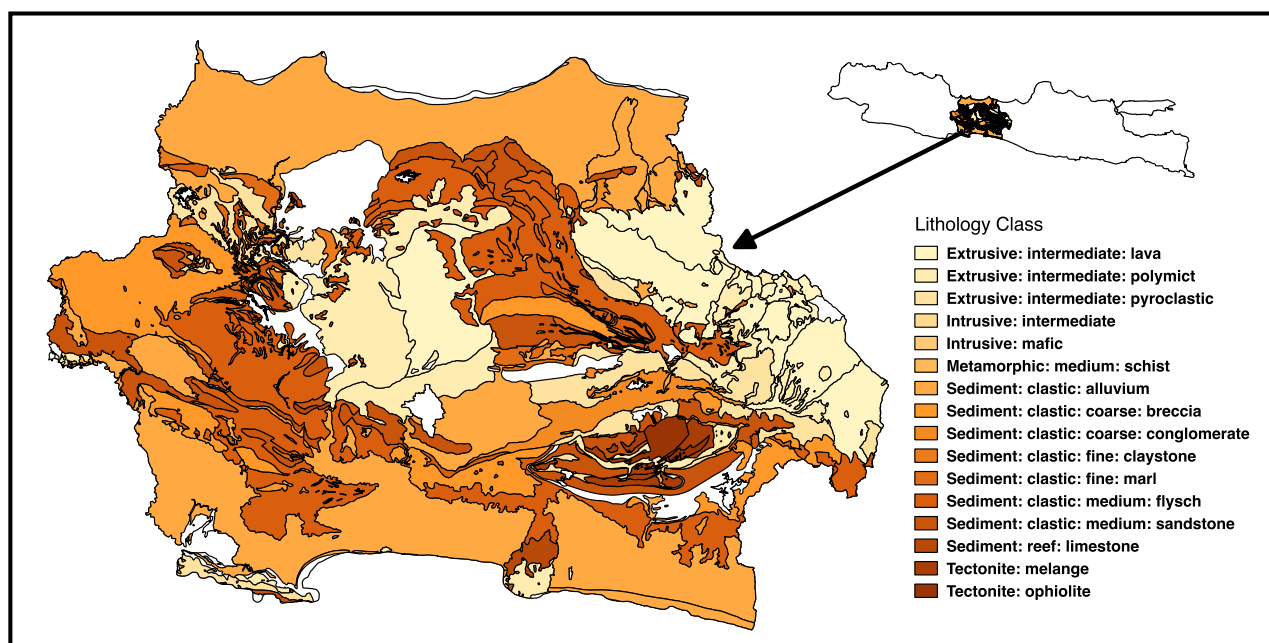 Lithology Class
Extrusive: intermediate: lava
Extrusive: intermediate: polymict
Extrusive: intermediate: pyroclastic
Intrusive: intermediate
Intrusive: mafic
Metamorphic: medium: schist
Sediment: clastic: alluvium
Sediment: clastic: coarse: breccia
Sediment: clastic: coarse: conglomerate
Sediment: clastic: fine: claystone
Sediment: clastic: fine: marl
Sediment: clastic: medium: flysch
Sediment: clastic: medium: sandstone
Sediment: reef: limestone
Tectonite: melange
Tectonite: ophiolite